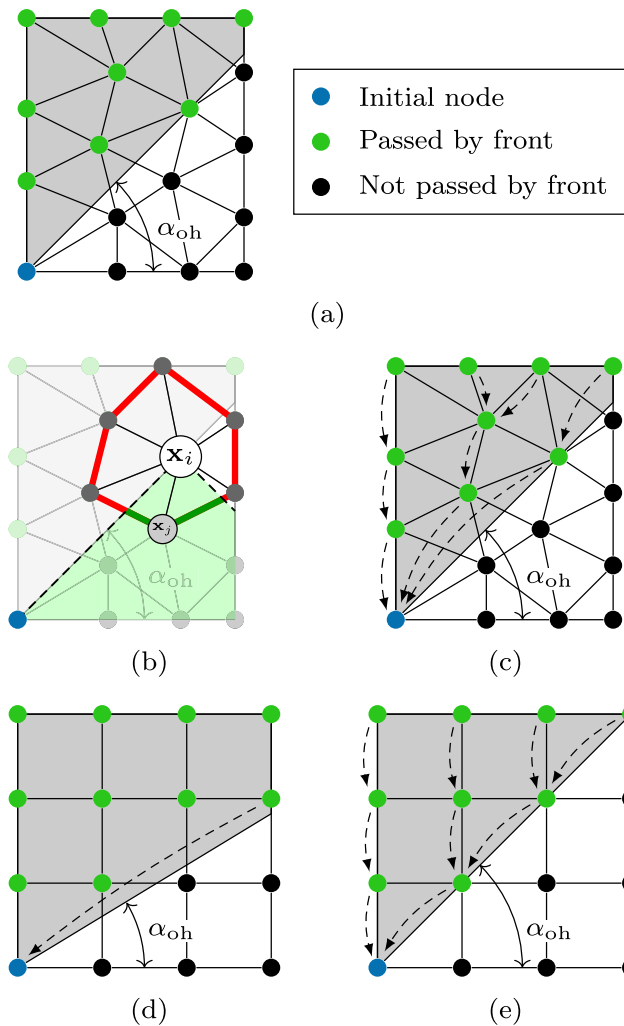 Initial node
Passed by front
Not passed by front
α_oh
(a)
x_i
x_j
α_oh
α_oh
(b)
(c)
α_oh
α_oh
(d)
(e)